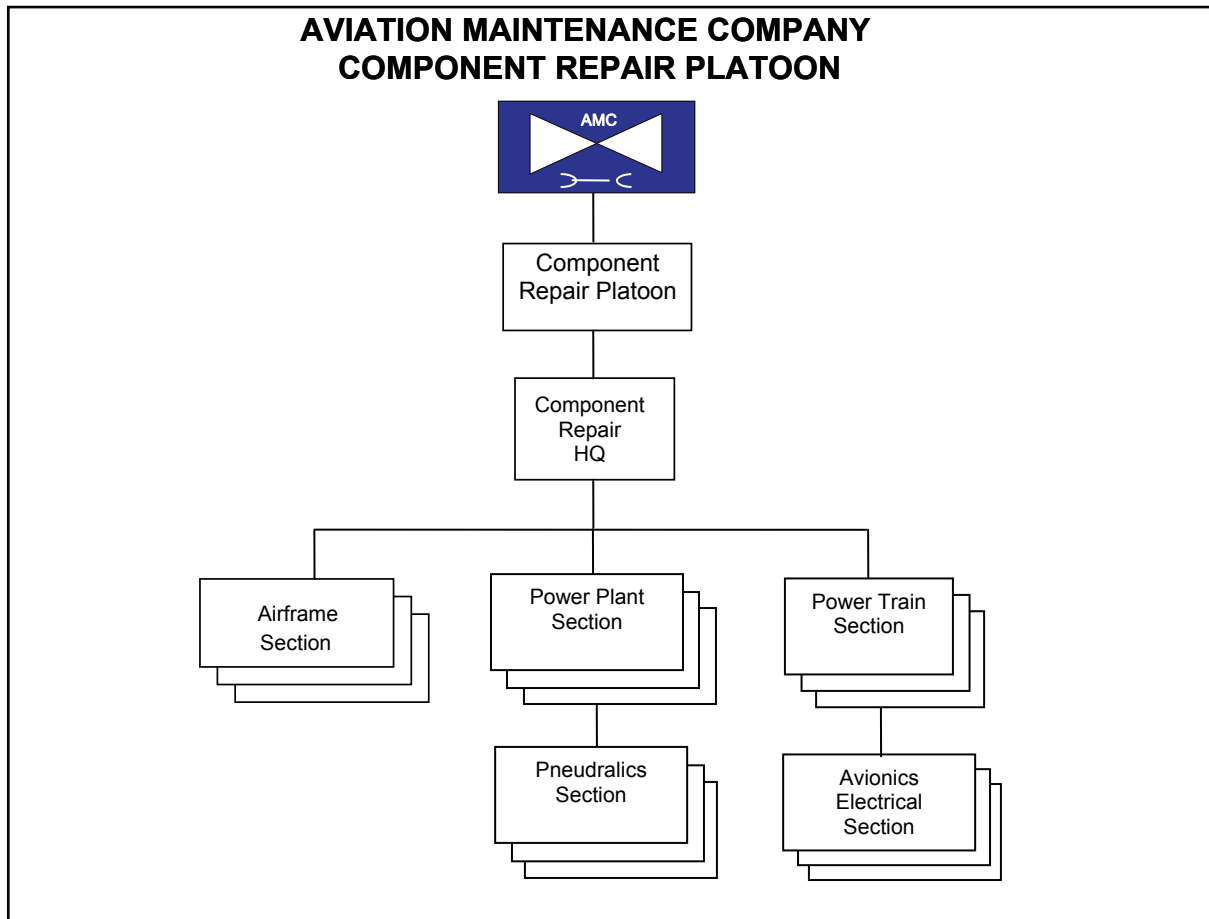 AVIATION MAINTENANCE COMPANY
COMPONENT REPAIR PLATOON
AMC
Component
Repair Platoon
Component
Repair
HQ
Airframe
Section
Power Plant
Section
Power Train
Section
Pneudralics
Section
Avionics
Electrical
Section